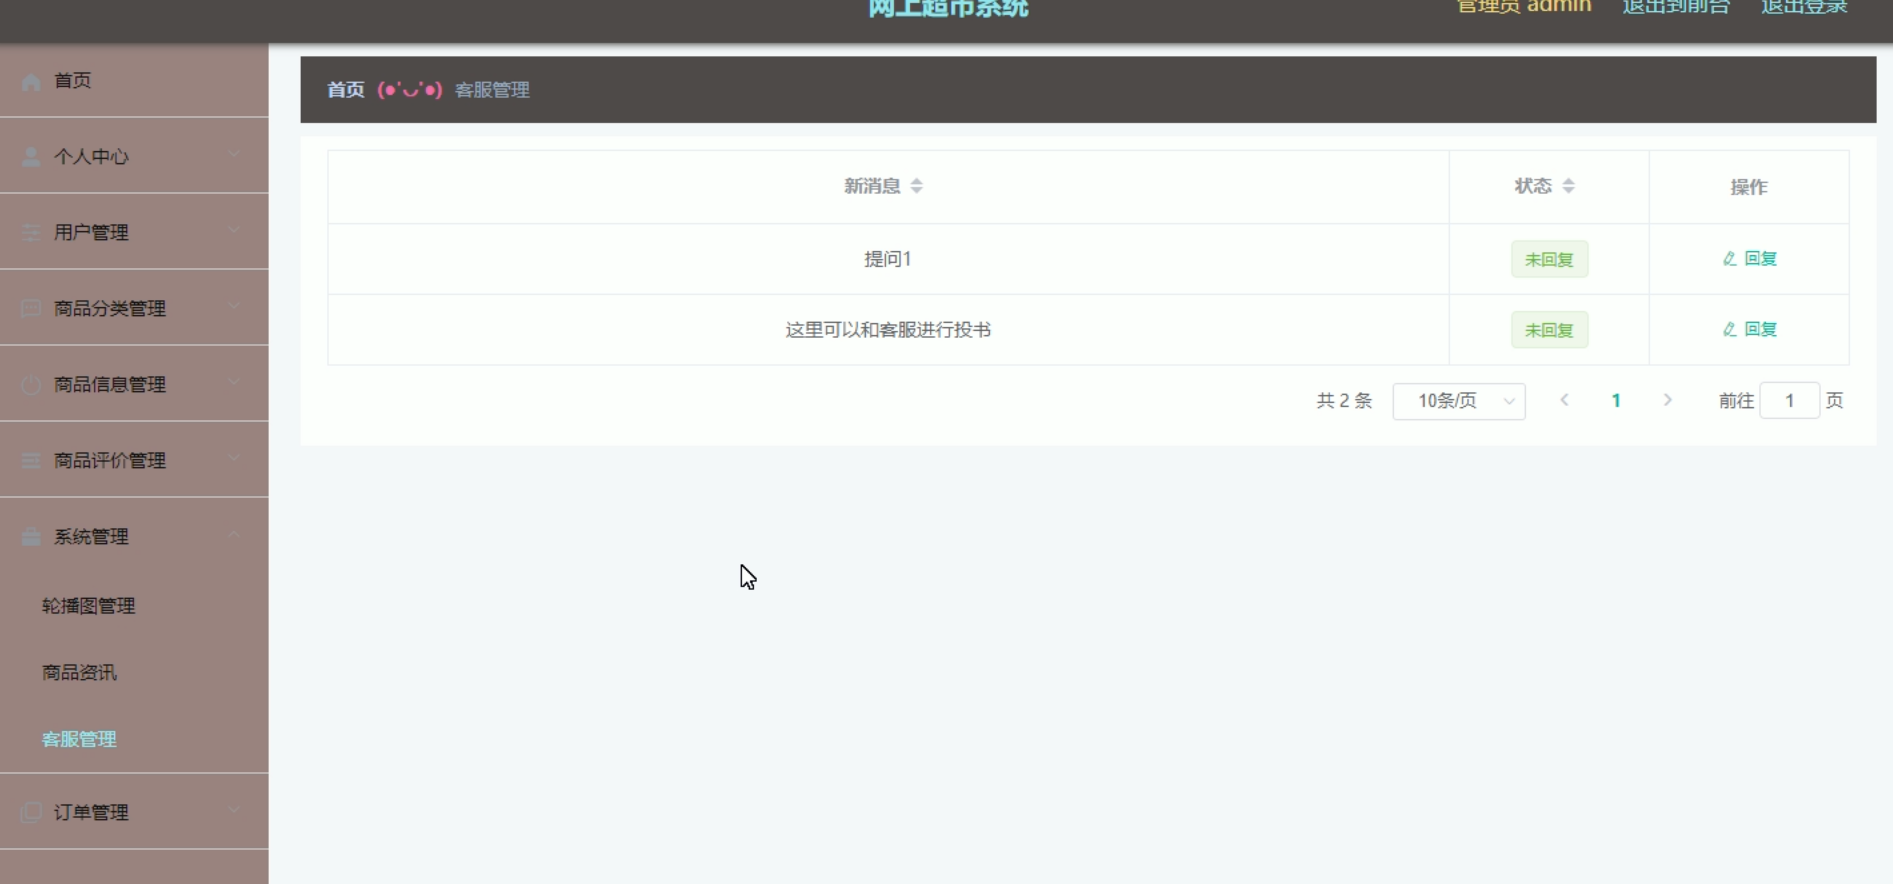 网上超市系统
管理员 admin 退出到前台 退出登录
首页
个人中心
用户管理
商品分类管理
商品信息管理
商品评价管理
系统管理
轮播图管理
商品资讯
客服管理
订单管理
首页 (●'◡'●) 客服管理
新消息 状态 操作
提问1 未回复 回复
这里可以和客服进行投书 未回复 回复
共 2 条 10条/页 1 前往 1 页